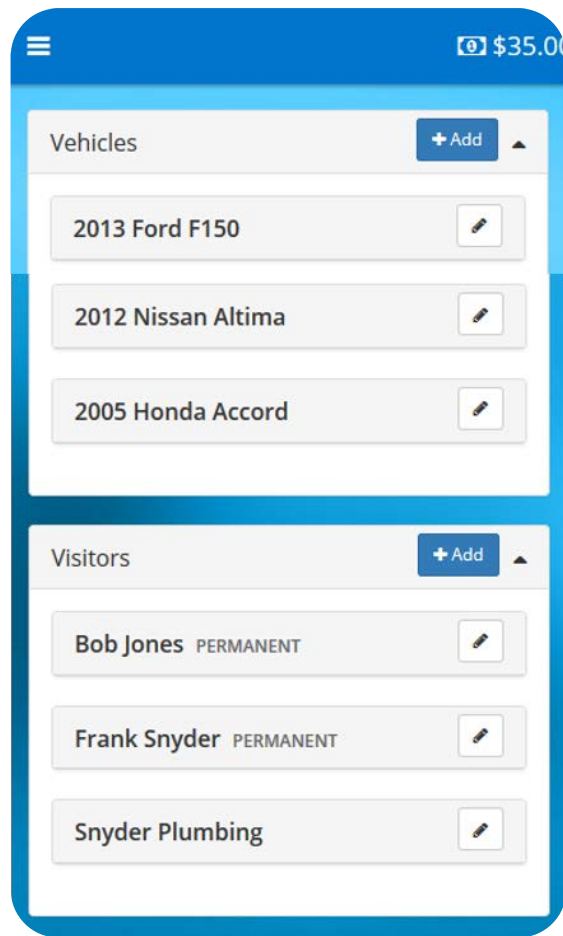 $35.00
Vehicles
Add
2013 Ford F150
2012 Nissan Altima
2005 Honda Accord
Visitors
Add
Bob Jones PERMANENT
Frank Snyder PERMANENT
Snyder Plumbing